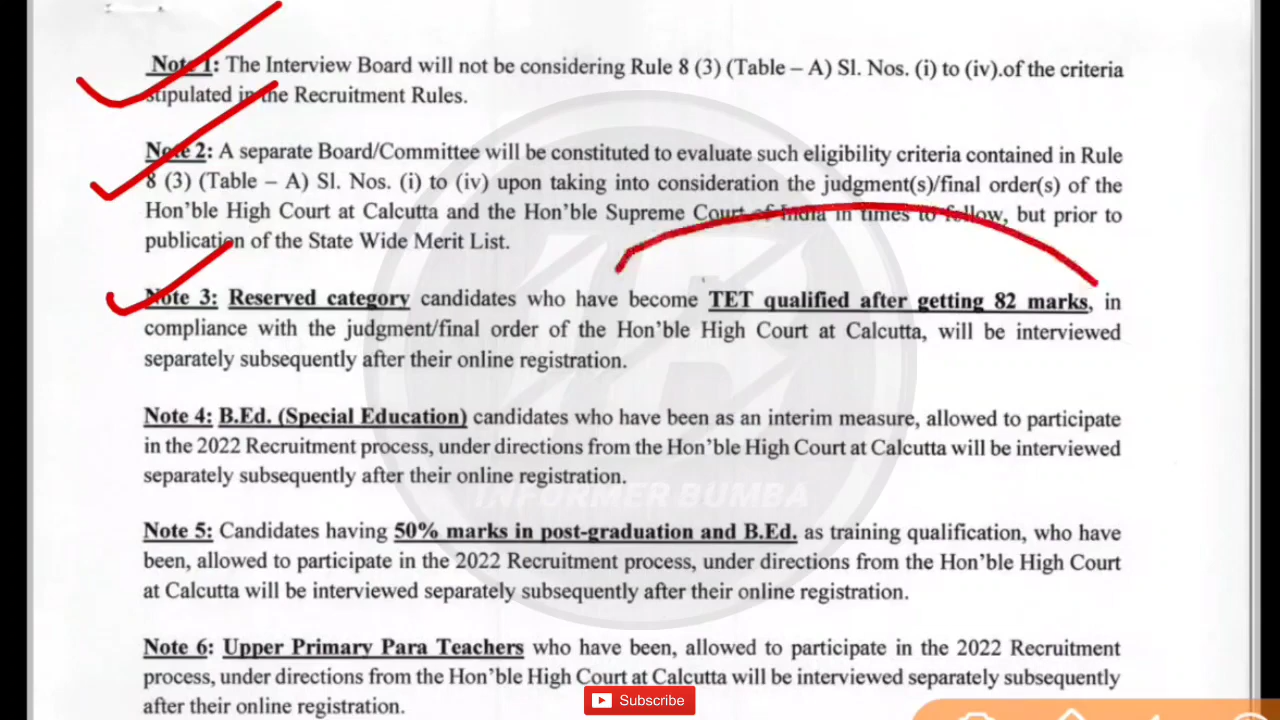 Note 1: The Interview Board will not be considering Rule 8 (3) (Table – A) Sl. Nos. (i) to (iv).of the criteria
stipulated in the Recruitment Rules.
Note 2: A separate Board/Committee will be constituted to evaluate such eligibility criteria contained in Rule
8 (3) (Table – A) Sl. Nos. (i) to (iv) upon taking into consideration the judgment(s)/final order(s) of the
Hon'ble High Court at Calcutta and the Hon'ble Supreme Court of India in times to follow, but prior to
publication of the State Wide Merit List.
Note 3: Reserved category candidates who have become TET qualified after getting 82 marks, in
compliance with the judgment/final order of the Hon'ble High Court at Calcutta, will be interviewed
separately subsequently after their online registration.
Note 4: B.Ed. (Special Education) candidates who have been as an interim measure, allowed to participate
in the 2022 Recruitment process, under directions from the Hon'ble High Court at Calcutta will be interviewed
separately subsequently after their online registration.
INFORMER BUMBA
Note 5: Candidates having 50% marks in post-graduation and B.Ed. as training qualification, who have
been, allowed to participate in the 2022 Recruitment process, under directions from the Hon'ble High Court
at Calcutta will be interviewed separately subsequently after their online registration.
Note 6: Upper Primary Para Teachers who have been, allowed to participate in the 2022 Recruitment
process, under directions from the Hon'ble High Court at Calcutta will be interviewed separately subsequently
after their online registration.
Subscribe